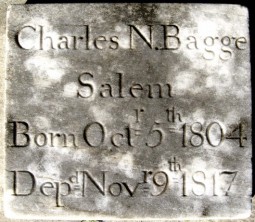 Charles N. Bagge
Salem
Born Octr. 5th 1804
Depd. Novr. 9th 1817